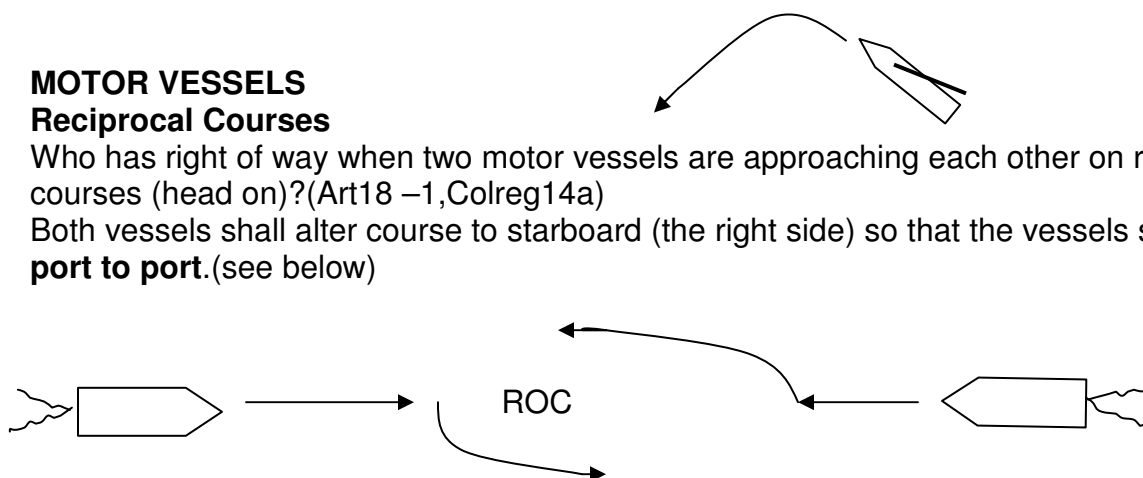 MOTOR VESSELS
Reciprocal Courses
Who has right of way when two motor vessels are approaching each other on
courses (head on)?(Art18 –1,Colreg14a)
Both vessels shall alter course to starboard (the right side) so that the vessels
port to port.(see below)
ROC